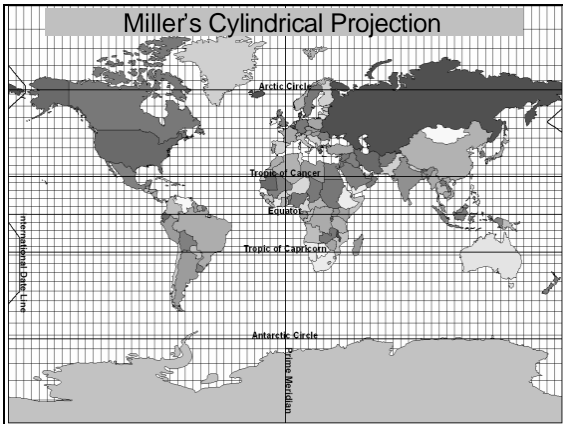 Miller's Cylindrical Projection
Arctic Circle
Tropic of Cancer
Equator
Tropic of Capricorn
International Date Line
Antarctic Circle
Prime Meridian